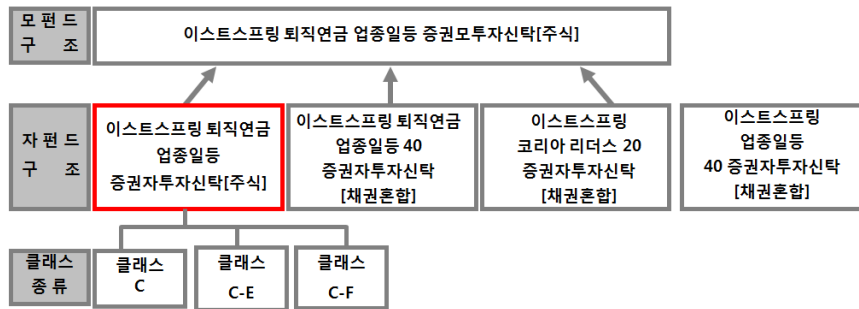 모 펀 드
구 조
이스트스프링 퇴직연금 업종일등 증권모투자신탁[주식]
자 펀 드
구 조
이스트스프링 퇴직연금
업종일등
증권자투자신탁[주식]
이스트스프링 퇴직연금
업종일등 40
증권자투자신탁
[채권혼합]
이스트스프링
코리아 리더스 20
증권자투자신탁
[채권혼합]
이스트스프링
업종일등
40 증권자투자신탁
[채권혼합]
클래스
종 류
클래스
C
클래스
C-E
클래스
C-F